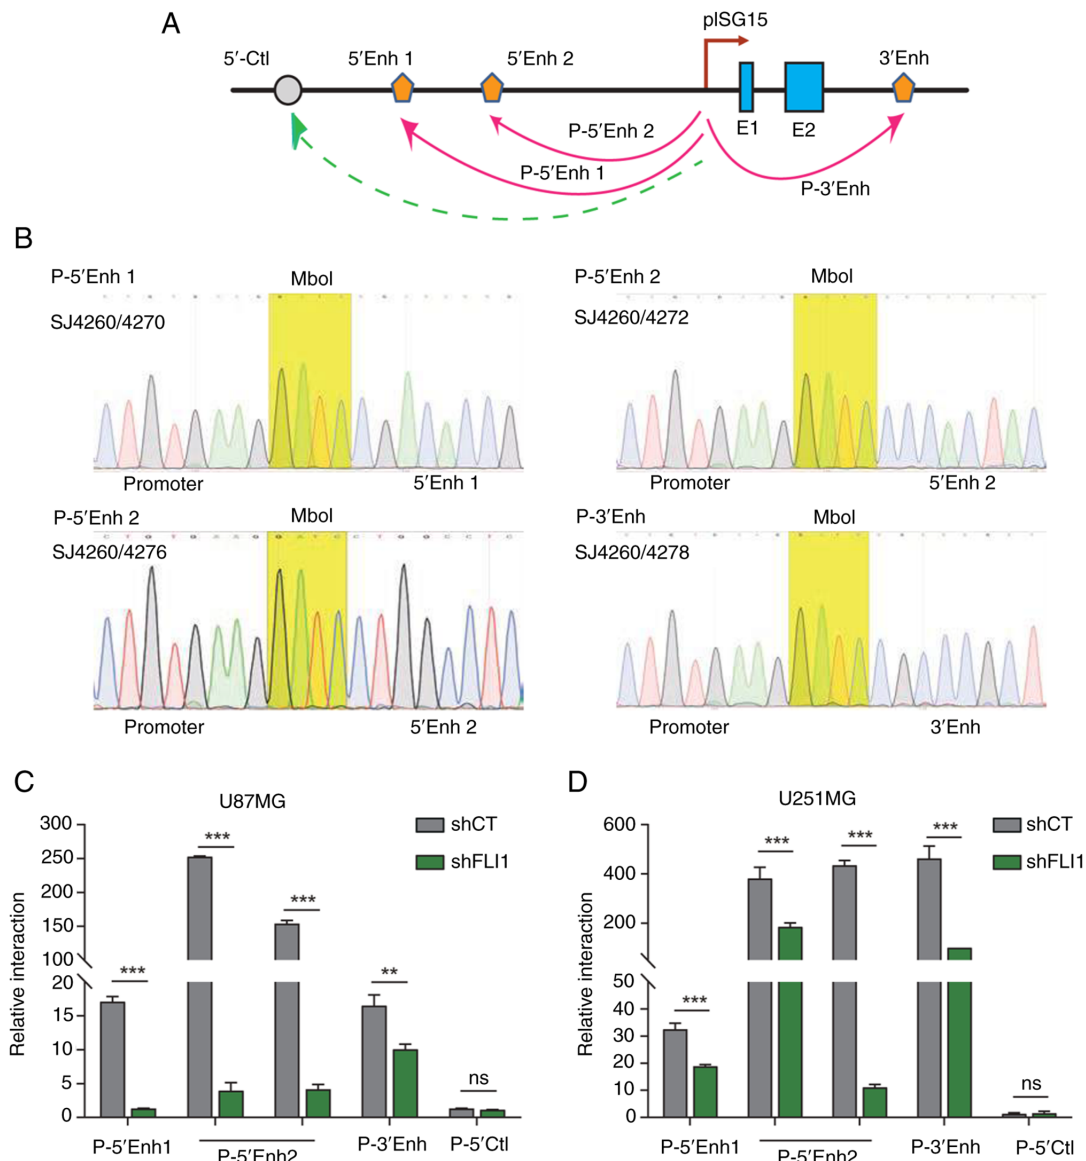 A
pISG15
5′-Ctl
5′Enh 1
5′Enh 2
3′Enh
E1
E2
P-5′Enh 2
P-5′Enh 1
P-3′Enh
B
P-5′Enh 1
MboI
SJ4260/4270
Promoter
5′Enh 1
P-5′Enh 2
MboI
SJ4260/4272
Promoter
5′Enh 2
P-5′Enh 2
MboI
C T G T G A A G G A T C C T G G C C T C
SJ4260/4276
Promoter
5′Enh 2
P-3′Enh
MboI
SJ4260/4278
Promoter
3′Enh
C
U87MG
shCT
shFLI1
Relative interaction
300
250
200
150
100
20
15
10
5
0
***
***
***
**
ns
P-5′Enh1
P-5′Enh2
P-3′Enh
P-5′Ctl
D
U251MG
shCT
shFLI1
Relative interaction
600
400
200
50
40
30
20
10
0
***
***
***
***
ns
P-5′Enh1
P-5′Enh2
P-3′Enh
P-5′Ctl